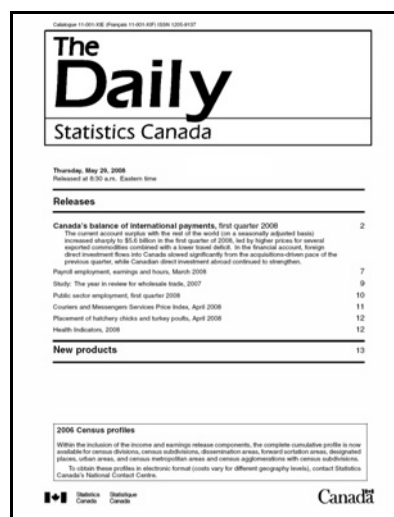 Catalogue 11-001-XIE (Français 11-001-XIF) ISSN 1205-9137
The
Daily
Statistics Canada
Thursday, May 29, 2008
Released at 8:30 a.m. Eastern time
Releases
Canada's balance of international payments, first quarter 2008 2
The current account surplus with the rest of the world (on a seasonally adjusted basis)
increased sharply to $5.6 billion in the first quarter of 2008, led by higher prices for several
exported commodities combined with a lower travel deficit. In the financial account, foreign
direct investment flows into Canada slowed significantly from the acquisitions-driven pace of the
previous quarter, while Canadian direct investment abroad continued to strengthen.
Payroll employment, earnings and hours, March 2008 7
Study: The year in review for wholesale trade, 2007 9
Public sector employment, first quarter 2008 10
Couriers and Messengers Services Price Index, April 2008 11
Placement of hatchery chicks and turkey poults, April 2008 12
Health Indicators, 2008 12
New products 13
2006 Census profiles
Within the inclusion of the income and earnings release components, the complete cumulative profile is now
available for census divisions, census subdivisions, dissemination areas, forward sortation areas, designated
places, urban areas, and census metropolitan areas and census agglomerations with census subdivisions.
To obtain these profiles in electronic format (costs vary for different geography levels), contact Statistics
Canada's National Contact Centre.
Statistics Statistique
Canada Canada
Canada